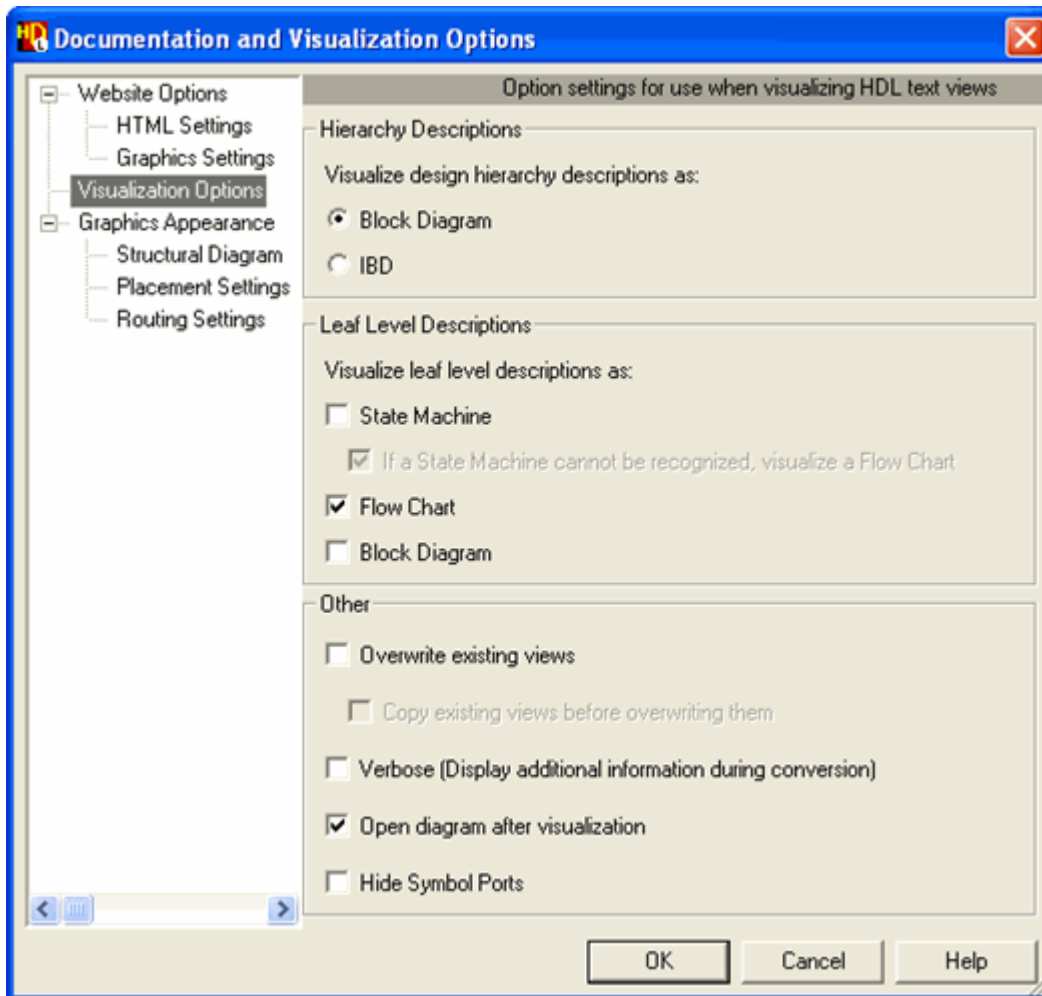 Documentation and Visualization Options
Website Options
HTML Settings
Graphics Settings
Visualization Options
Graphics Appearance
Structural Diagram
Placement Settings
Routing Settings
Option settings for use when visualizing HDL text views
Hierarchy Descriptions
Visualize design hierarchy descriptions as:
Block Diagram
IBD
Leaf Level Descriptions
Visualize leaf level descriptions as:
State Machine
If a State Machine cannot be recognized, visualize a Flow Chart
Flow Chart
Block Diagram
Other
Overwrite existing views
Copy existing views before overwriting them
Verbose (Display additional information during conversion)
Open diagram after visualization
Hide Symbol Ports
OK
Cancel
Help